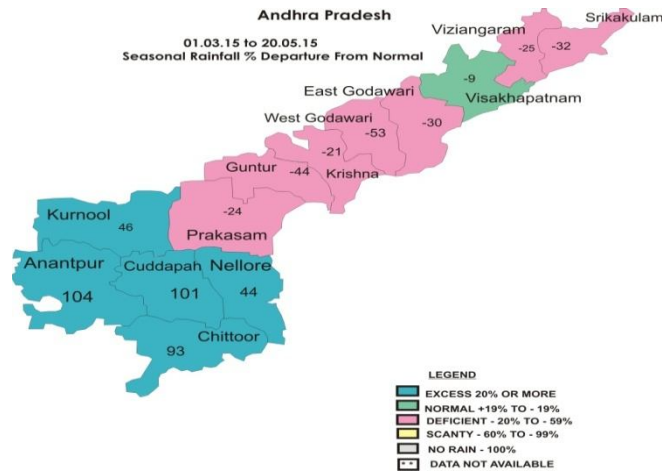 Andhra Pradesh
01.03.15 to 20.05.15
Seasonal Rainfall % Departure From Normal
Srikakulam
Viziangaram
-25
-32
-9
Visakhapatnam
East Godawari
West Godawari
-53
-30
-21
Krishna
Guntur
-44
-24
Prakasam
Kurnool
46
Anantpur
104
Cuddapah
101
Nellore
44
Chittoor
93
LEGEND
EXCESS 20% OR MORE
NORMAL +19% TO - 19%
DEFICIENT - 20% TO - 59%
SCANTY - 60% TO - 99%
NO RAIN - 100%
** DATA NOT AVAILABLE